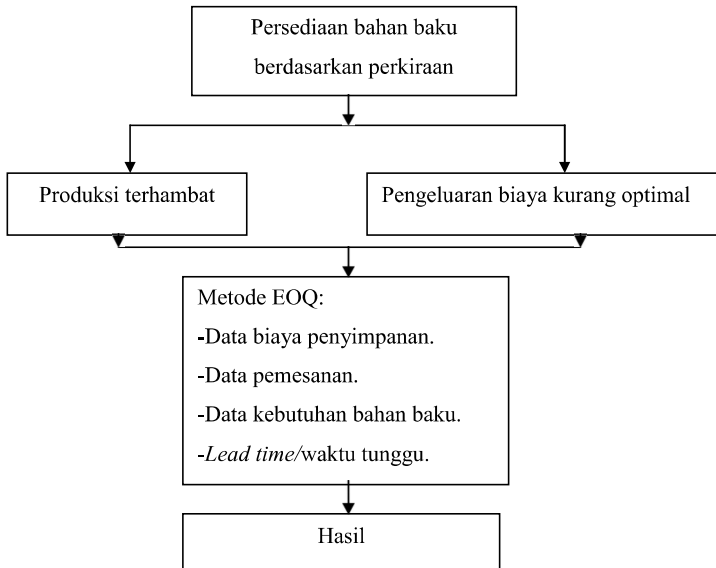 Persediaan bahan baku
berdasarkan perkiraan
Produksi terhambat
Pengeluaran biaya kurang optimal
Metode EOQ:
-Data biaya penyimpanan.
-Data pemesanan.
-Data kebutuhan bahan baku.
-Lead time/waktu tunggu.
Hasil